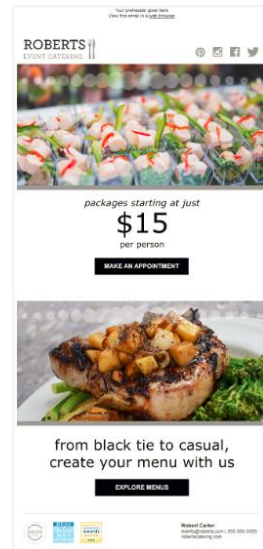 Your preheader goes here
View this email in a web browser
ROBERTS
EVENT CATERING
packages starting at just
$15
per person
MAKE AN APPOINTMENT
from black tie to casual,
create your menu with us
EXPLORE MENUS
Awards
Robert Carter